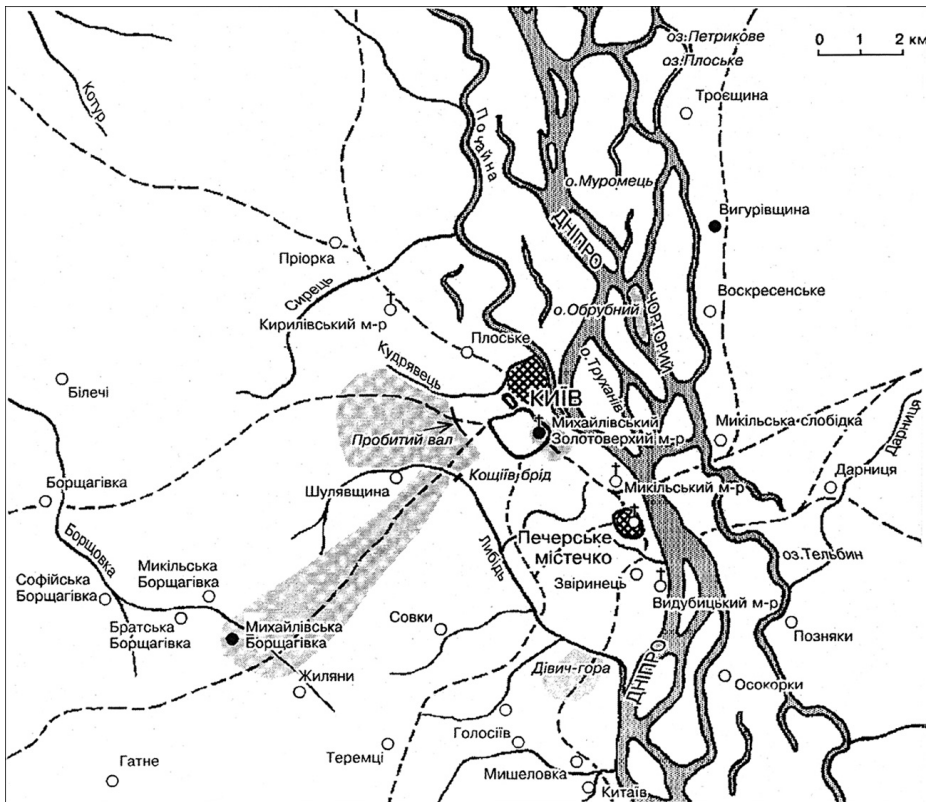 оз.Петрикове
оз.Плоське
0 1 2 км
Троєщина
Котур
Почайна
о.Муромець
Вигурівщина
ДНІПРО
Пріорка
Сирець
Воскресенське
ЧОРТОРИЙ
Кирилівський м-р
о.Обрубний
Плоське
Кудрявець
о.Труханів
Білечі
КИЇВ
Пробитий вал
Михайлівський
Золотоверхий м-р
Микільська слобідка
Дарниця
Кощіїв брід
Дарниця
Борщагівка
Шулявщина
Микільський м-р
Борщовка
Либідь
Печерське
містечко
оз.Тельбин
Софійська
Борщагівка
Микільська
Борщагівка
Звіринець
Видубицький м-р
Братська
Борщагівка
Михайлівська
Борщагівка
Совки
Позняки
Жиляни
Дівич-гора
ДНІПРО
Осокорки
Голосіїв
Гатне
Теремці
Мишеловка
Китаїв